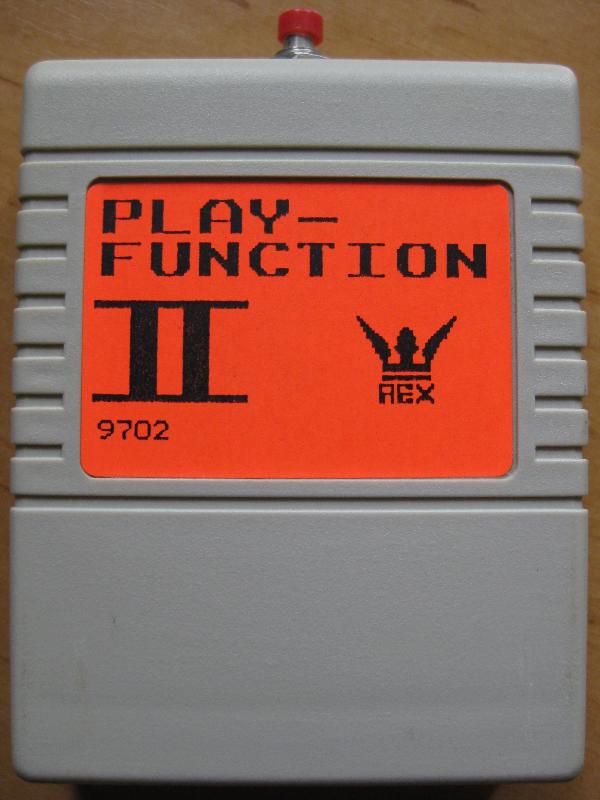 PLAY-
FUNCTION
II
REX
9702